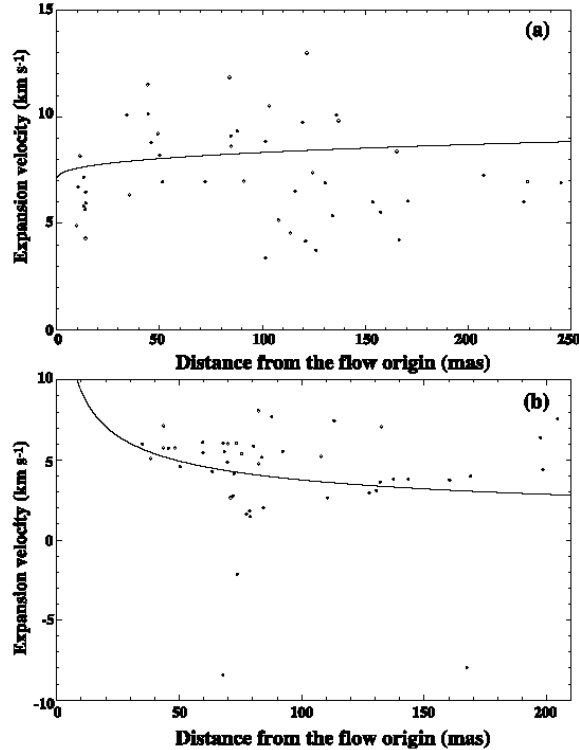 15
(a)
10
5
0
Expansion velocity (km s⁻¹)
0 50 100 150 200 250
Distance from the flow origin (mas)
10
(b)
5
0
-5
-10
Expansion velocity (km s⁻¹)
0 50 100 150 200
Distance from the flow origin (mas)